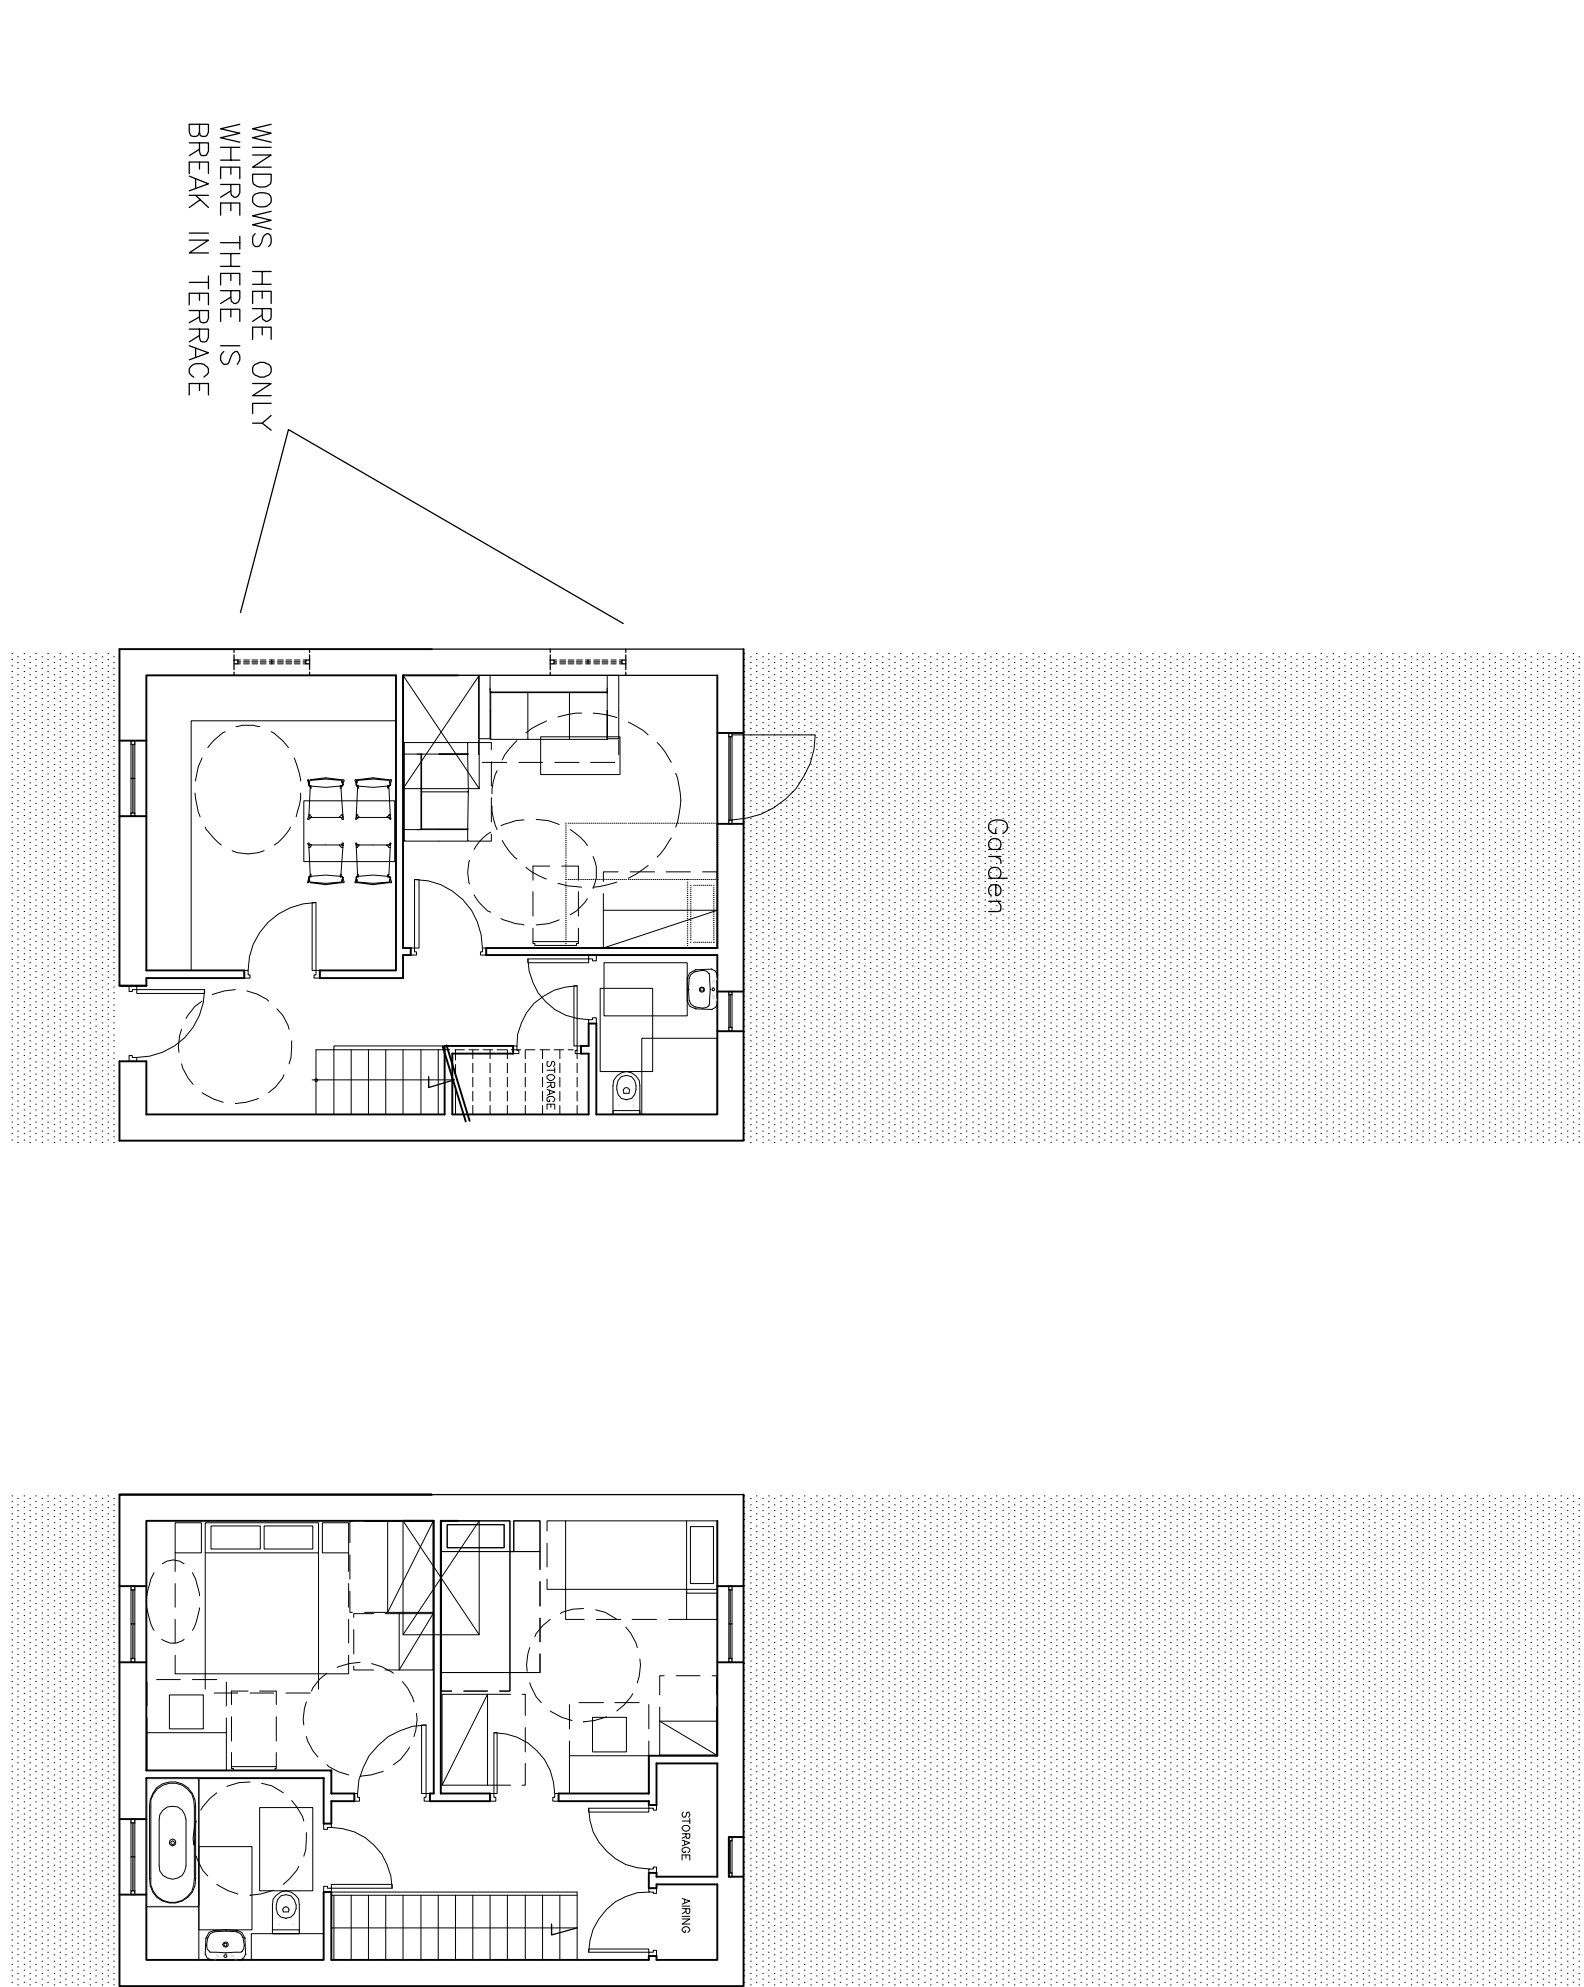 WINDOWS HERE ONLY
WHERE THERE IS
BREAK IN TERRACE
Garden
STORAGE
STORAGE
AIRING